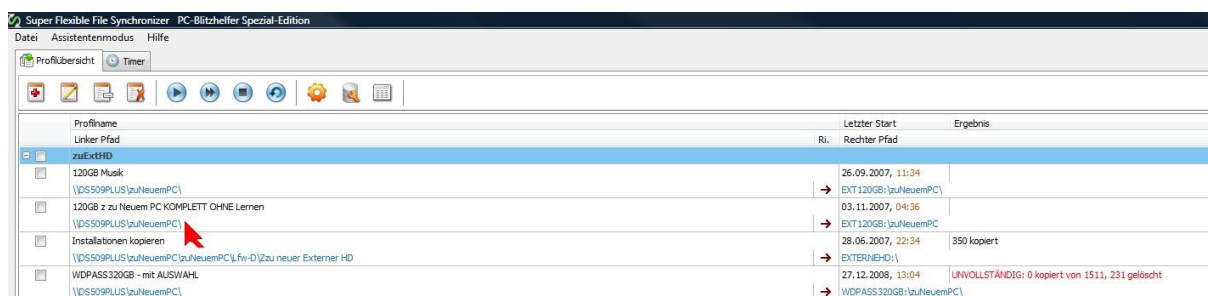 Super Flexible File Synchronizer PC-Blitzhelfer Spezial-Edition
Datei Assistentenmodus Hilfe
Profilübersicht Timer
Profilname Letzter Start Ergebnis
Linker Pfad Ri. Rechter Pfad
zuExtHD
120GB Musik 26.09.2007, 11:34
\\DS509PLUS\zuNeuemPC\ EXT120GB:\zuNeuemPC\
120GB z zu Neuem PC KOMPLETT OHNE Lernen 03.11.2007, 04:36
\\DS509PLUS\zuNeuemPC\ EXT120GB:\zuNeuemPC
Installationen kopieren 28.06.2007, 22:34 350 kopiert
\\DS509PLUS\zuNeuemPC\zuNeuemPC\Lfw-D\Zzu neuer Externer HD EXTERNEHD:\
WDPASS320GB - mit AUSWAHL 27.12.2008, 13:04 UNVOLLSTÄNDIG: 0 kopiert von 1511, 231 gelöscht
\\DS509PLUS\zuNeuemPC\ WDPASS320GB:\zuNeuemPC\